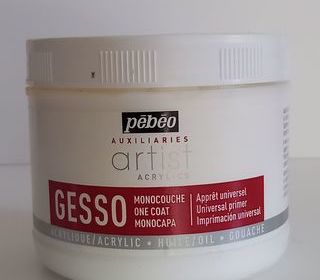 pébéo
AUXILIARIES
artist
ACRYLICS
GESSO
MONOCOUCHE
ONE COAT
MONOCAPA
Apprêt universel
Universal primer
Imprimación universal
ACRYLIQUE/ACRYLIC • HUILE/OIL • GOUACHE